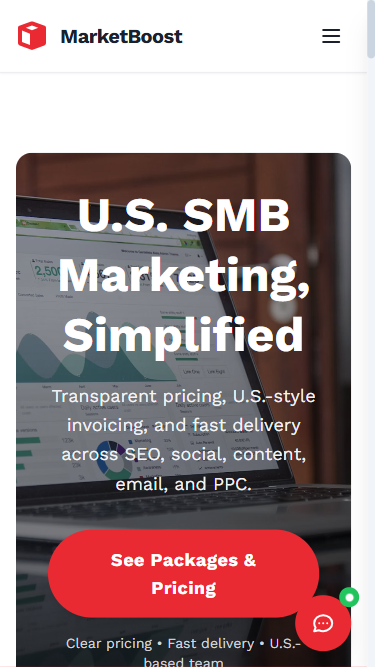 MarketBoost
U.S. SMB
Marketing,
Simplified
Transparent pricing, U.S.-style
invoicing, and fast delivery
across SEO, social, content,
email, and PPC.
See Packages &
Pricing
Clear pricing • Fast delivery • U.S.-
based team